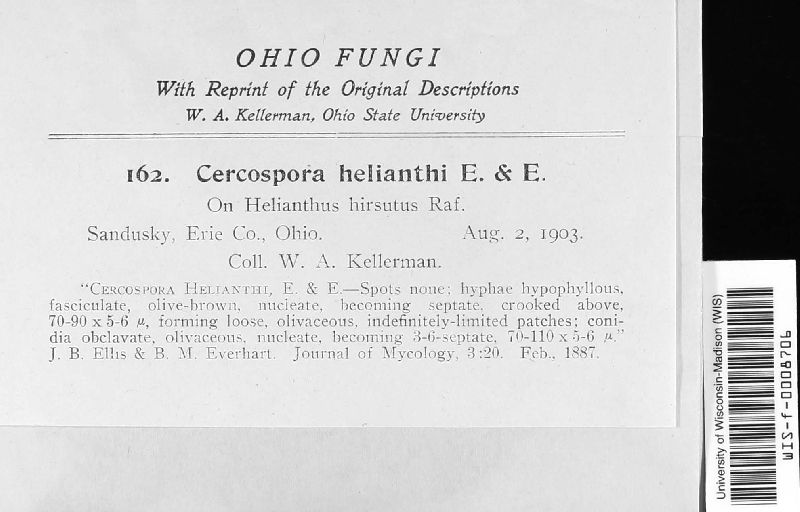 OHIO FUNGI
With Reprint of the Original Descriptions
W. A. Kellerman, Ohio State University
162. Cercospora helianthi E. & E.
On Helianthus hirsutus Raf.
Sandusky, Erie Co., Ohio. Aug. 2, 1903.
Coll. W. A. Kellerman.
"CERCOSPORA HELIANTHI, E. & E.—Spots none; hyphae hypophyllous,
fasciculate, olive-brown, nucleate, becoming septate, crooked above,
70-90 x 5-6 μ, forming loose, olivaceous, indefinitely-limited patches; coni-
dia obclavate, olivaceous, nucleate, becoming 3-6-septate, 70-110 x 5-6 μ."
J. B. Ellis & B. M. Everhart. Journal of Mycology, 3:20. Feb., 1887.
University of Wisconsin-Madison (WIS)
WIS-f-0008706